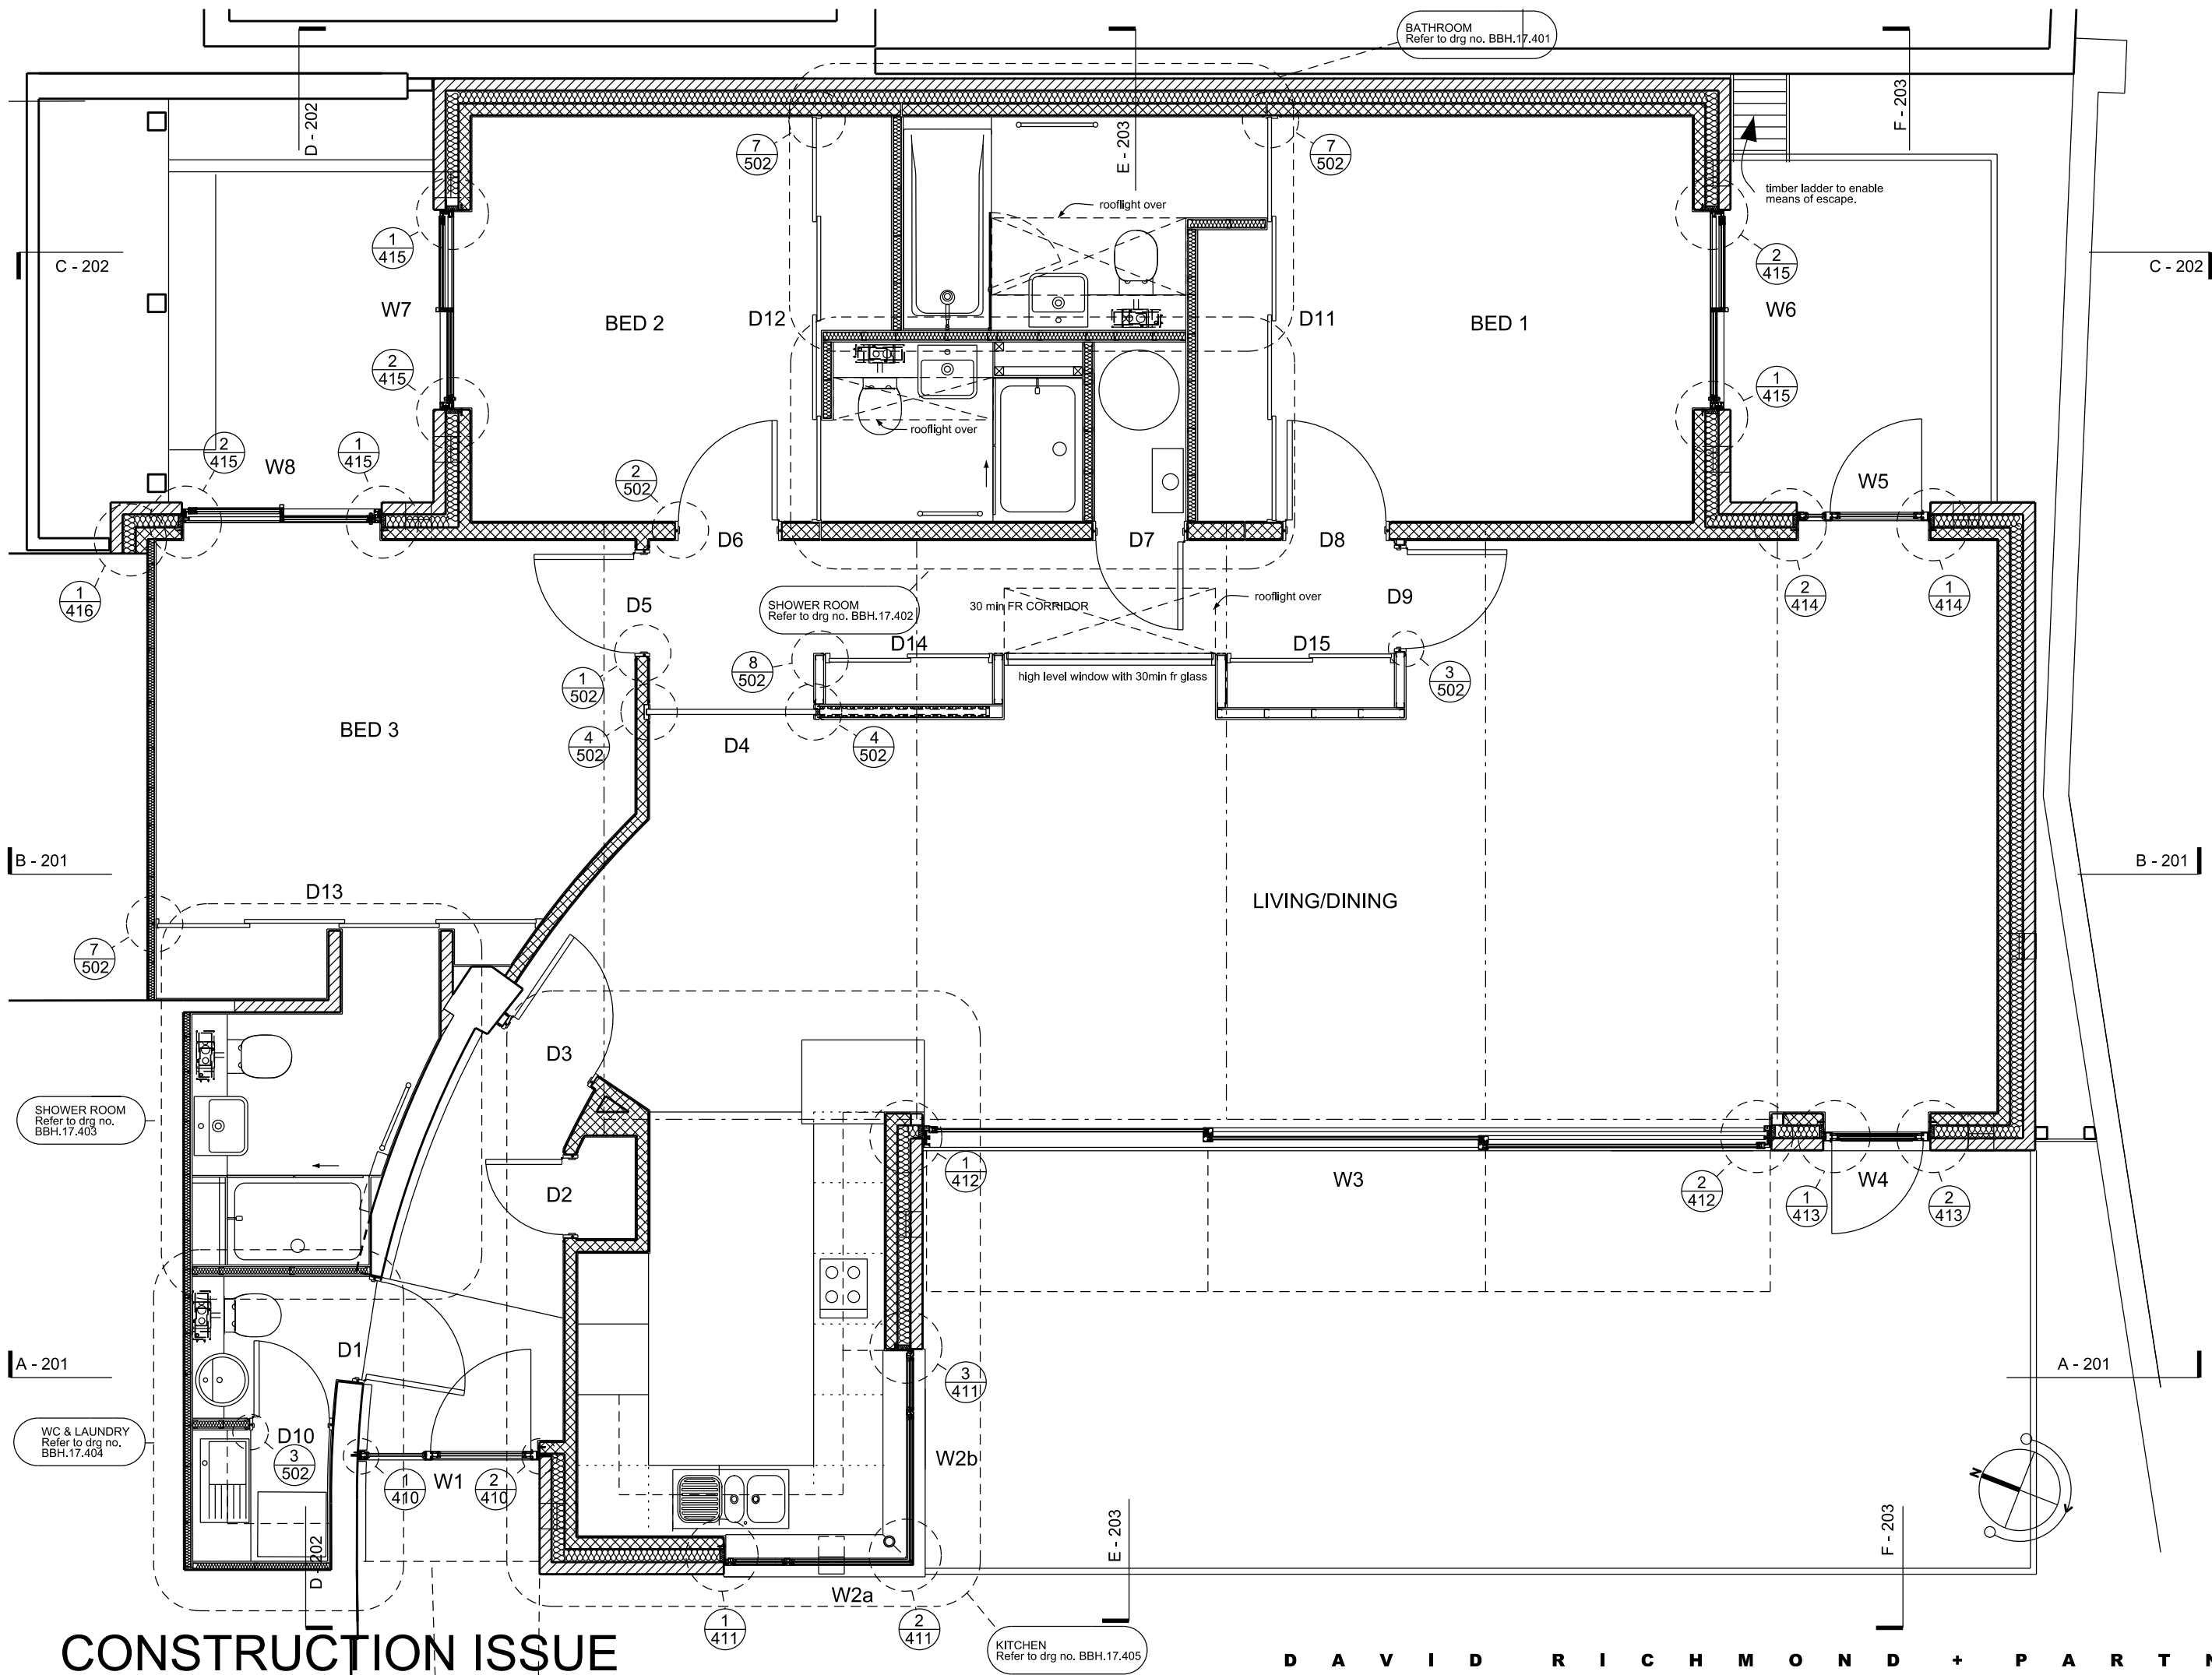 BATHROOM
Refer to drg no. BBH.17.401
D - 202
E - 203
F - 203
7
502
7
502
timber ladder to enable
means of escape.
rooflight over
1
415
2
415
C - 202
C - 202
W7
BED 2
D12
D11
BED 1
W6
2
415
1
415
rooflight over
2
415
W8
1
415
2
502
W5
D6
D7
D8
1
416
2
414
1
414
D5
SHOWER ROOM
Refer to drg no. BBH.17.402
30 min FR CORRIDOR
rooflight over
D9
D14
D15
8
502
1
502
high level window with 30min fr glass
3
502
BED 3
4
502
D4
4
502
B - 201
B - 201
D13
LIVING/DINING
7
502
D3
SHOWER ROOM
Refer to drg no.
BBH.17.403
D2
1
412
W3
2
412
1
413
W4
2
413
D1
A - 201
A - 201
3
411
WC & LAUNDRY
Refer to drg no.
BBH.17.404
D10
3
502
W2b
1
410
W1
2
410
N
D - 202
E - 203
F - 203
W2a
1
411
2
411
KITCHEN
Refer to drg no. BBH.17.405
CONSTRUCTION ISSUE
DAVID RICHMOND + PART